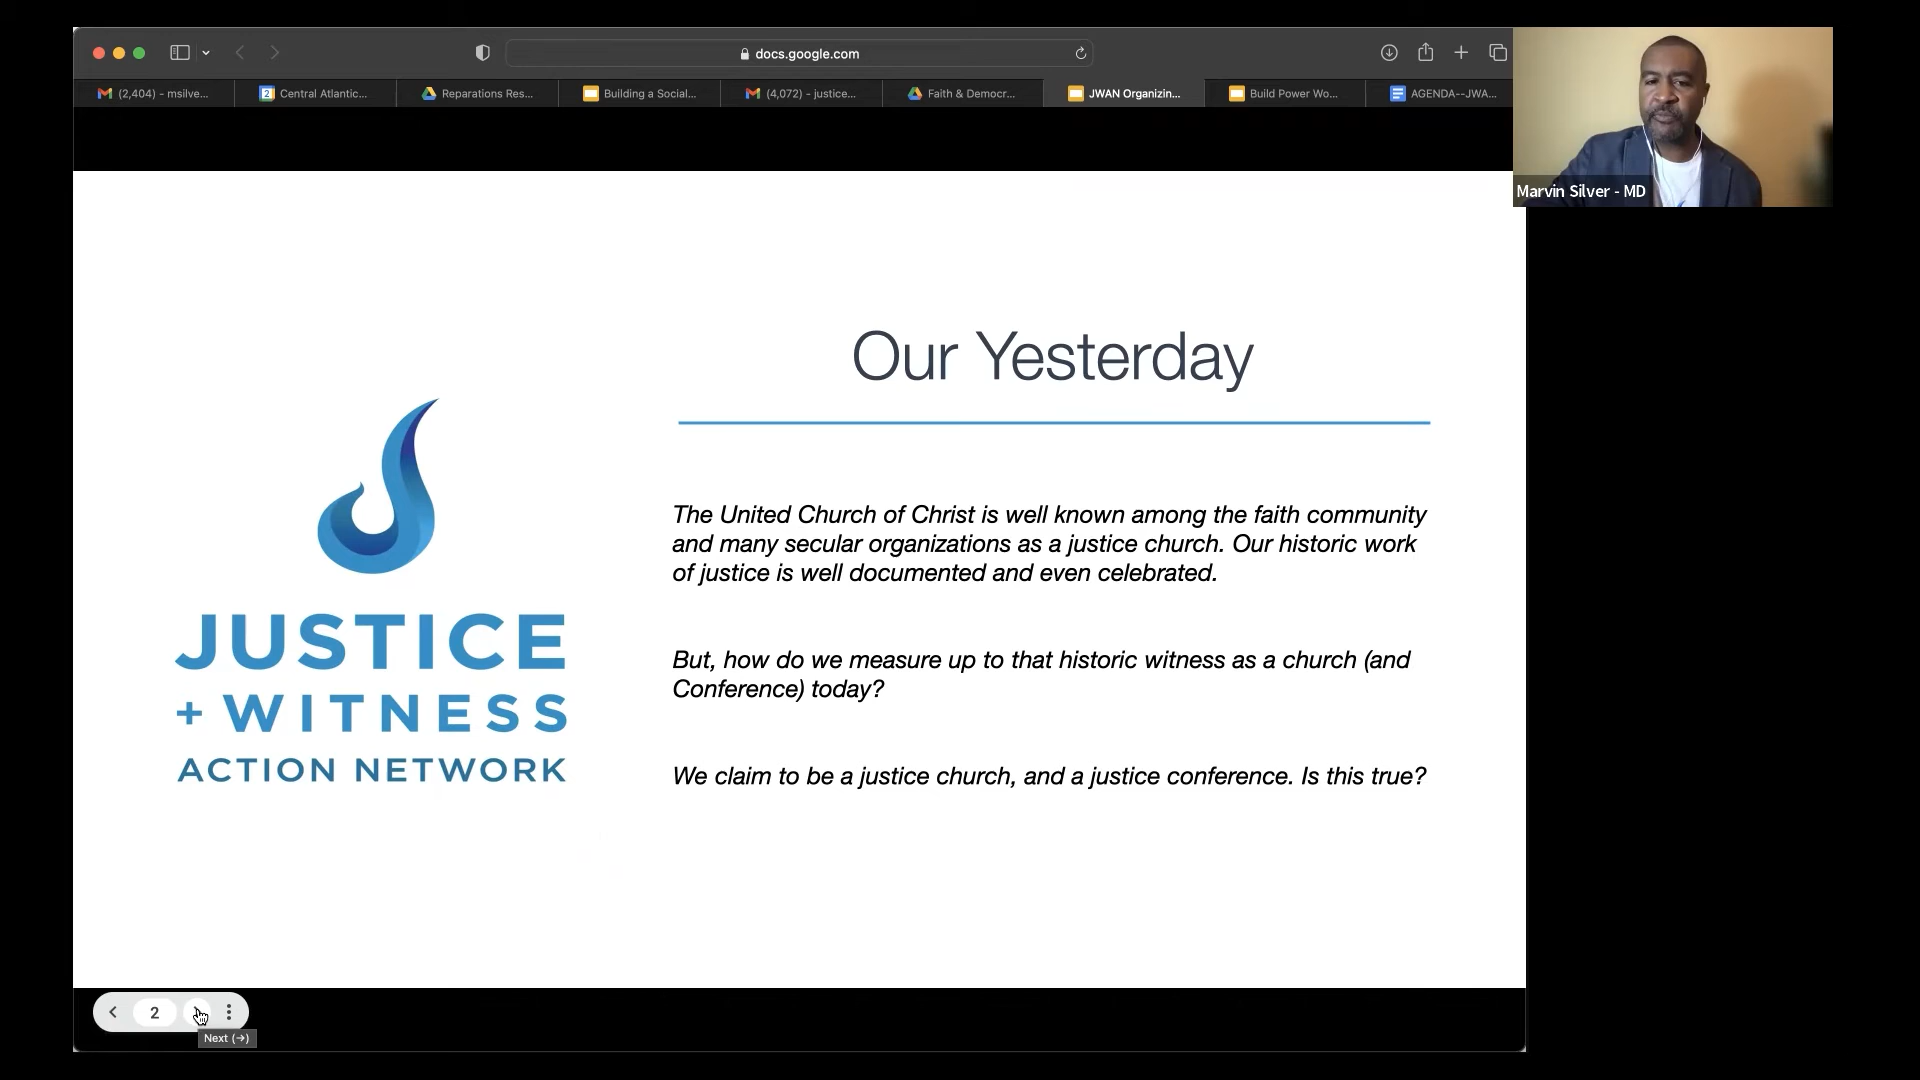 docs.google.com
(2,404) - msilve...
2 Central Atlantic...
Reparations Res...
Building a Social...
(4,072) - justice...
Faith & Democr...
JWAN Organizin...
Build Power Wo...
AGENDA--JWA...
Marvin Silver - MD
Our Yesterday
The United Church of Christ is well known among the faith community
and many secular organizations as a justice church. Our historic work
of justice is well documented and even celebrated.
But, how do we measure up to that historic witness as a church (and
Conference) today?
We claim to be a justice church, and a justice conference. Is this true?
JUSTICE
+ WITNESS
ACTION NETWORK
2
Next (→)